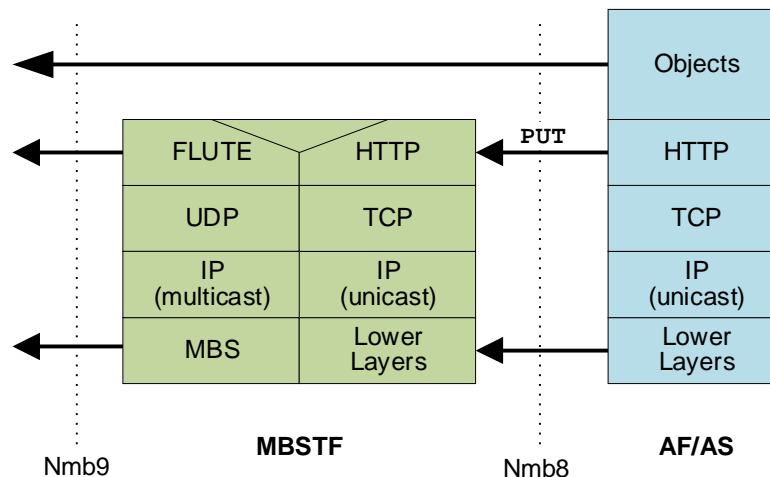 Objects
PUT
FLUTE
HTTP
HTTP
UDP
TCP
TCP
IP
(multicast)
IP
(unicast)
IP
(unicast)
MBS
Lower
Layers
Lower
Layers
MBSTF
AF/AS
Nmb9
Nmb8